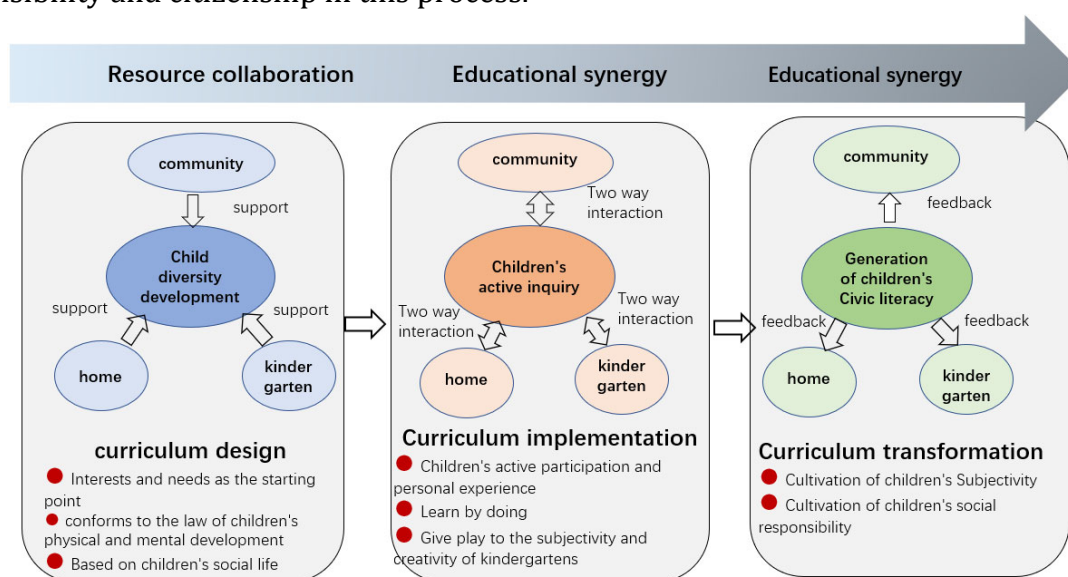 and citizenship in this process.
Resource collaboration
Educational synergy
Educational synergy
community
support
Child
diversity
development
support
support
home
kinder
garten
curriculum design
Interests and needs as the starting
point
conforms to the law of children's
physical and mental development
Based on children's social life
community
Two way
interaction
Children's
active inquiry
Two way
interaction
Two way
interaction
home
kinder
garten
Curriculum implementation
Children's active participation and
personal experience
Learn by doing
Give play to the subjectivity and
creativity of kindergartens
community
feedback
Generation
of children's
Civic literacy
feedback
feedback
home
kinder
garten
Curriculum transformation
Cultivation of children's Subjectivity
Cultivation of children's social
responsibility